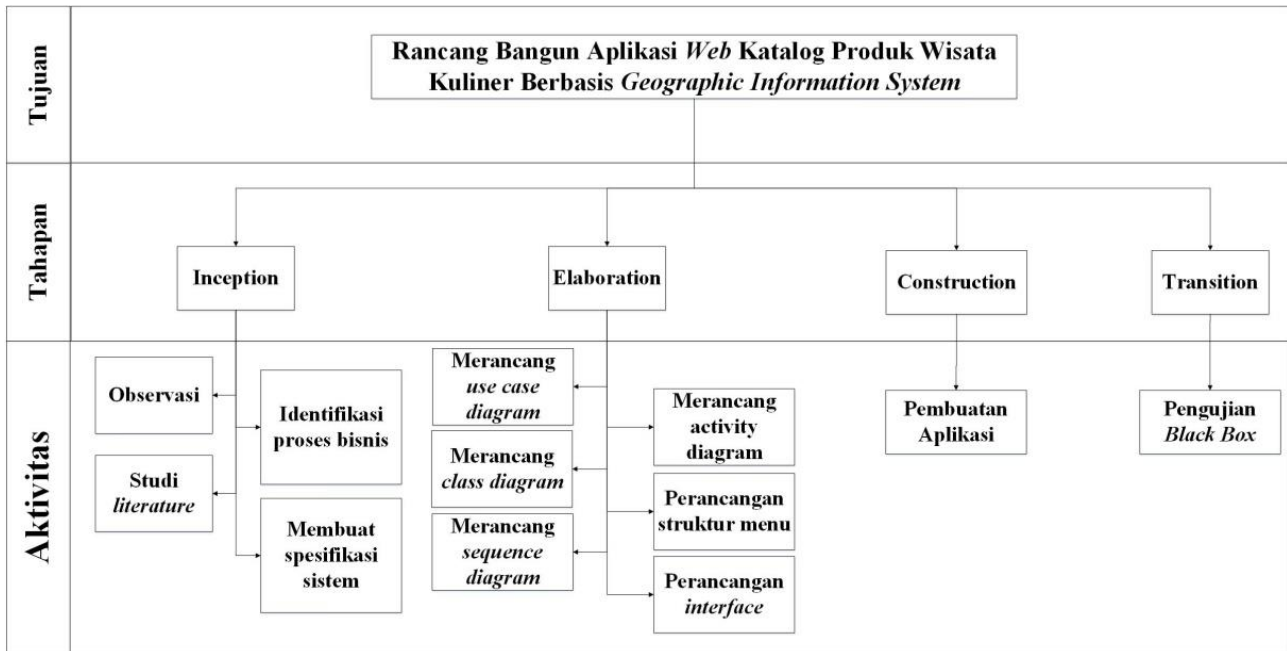 Tujuan
Rancang Bangun Aplikasi Web Katalog Produk Wisata
Kuliner Berbasis Geographic Information System
Tahapan
Inception
Elaboration
Construction
Transition
Aktivitas
Observasi
Identifikasi
proses bisnis
Studi
literature
Membuat
spesifikasi
sistem
Merancang
use case
diagram
Merancang
activity
diagram
Merancang
class diagram
Perancangan
struktur menu
Merancang
sequence
diagram
Perancangan
interface
Pembuatan
Aplikasi
Pengujian
Black Box